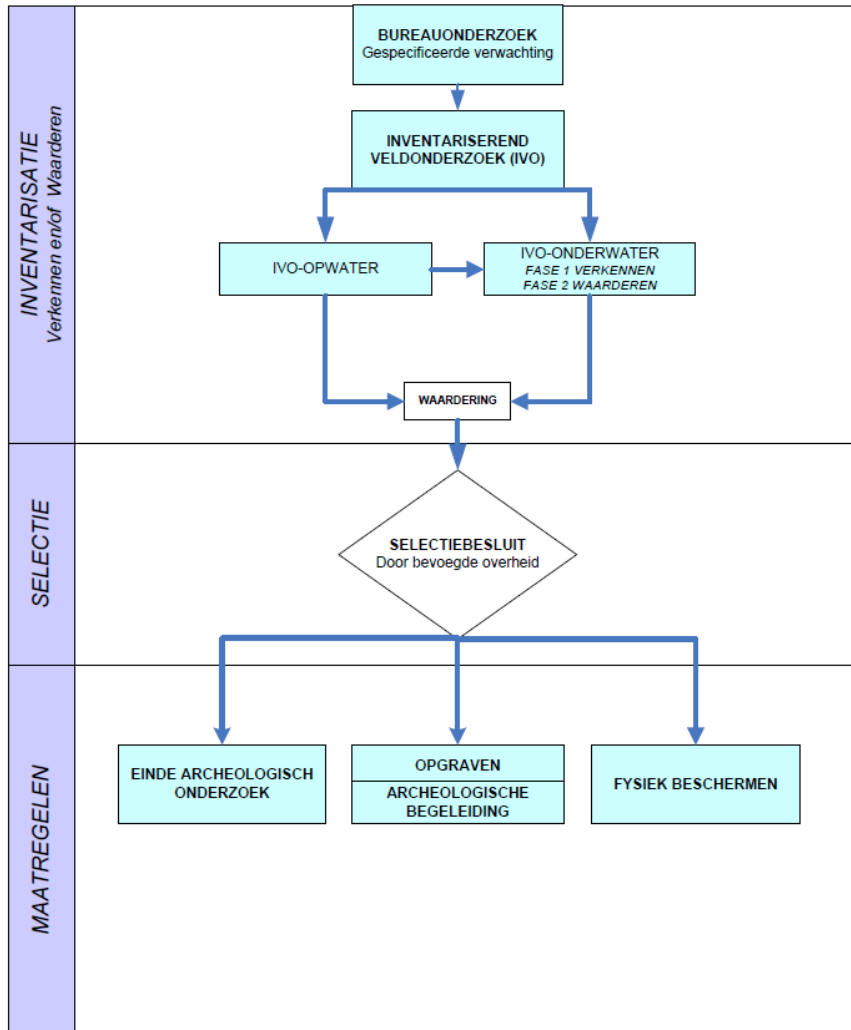 INVENTARISATIE
Verkennen en/of Waarderen
BUREAUONDERZOEK
Gespecificeerde verwachting
INVENTARISEREND
VELDONDERZOEK (IVO)
IVO-OPWATER
IVO-ONDERWATER
FASE 1 VERKENNEN
FASE 2 WAARDEREN
WAARDERING
SELECTIE
SELECTIEBESLUIT
Door bevoegde overheid
MAATREGELEN
EINDE ARCHEOLOGISCH
ONDERZOEK
OPGRAVEN
ARCHEOLOGISCHE
BEGELEIDING
FYSIEK BESCHERMEN